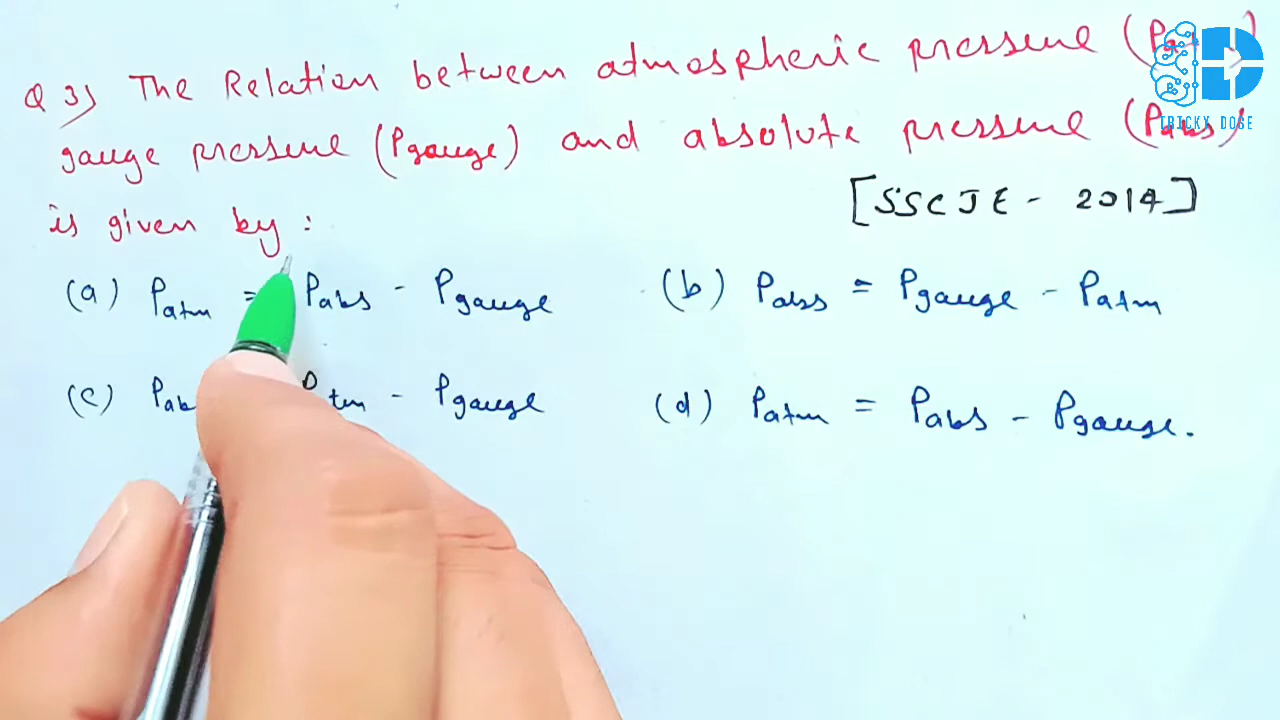 Q 3) The Relation between atmospheric pressure
gauge pressure (Pgauge) and absolute pressure (Pabs)
is given by :
[SSC JE - 2014]
(a) Patm = Pabs - Pgauge
(b) Pabs = Pgauge - Patm
(c) Pgauge
(d) Patm = Pabs - Pgauge.
TRICKY DOSE